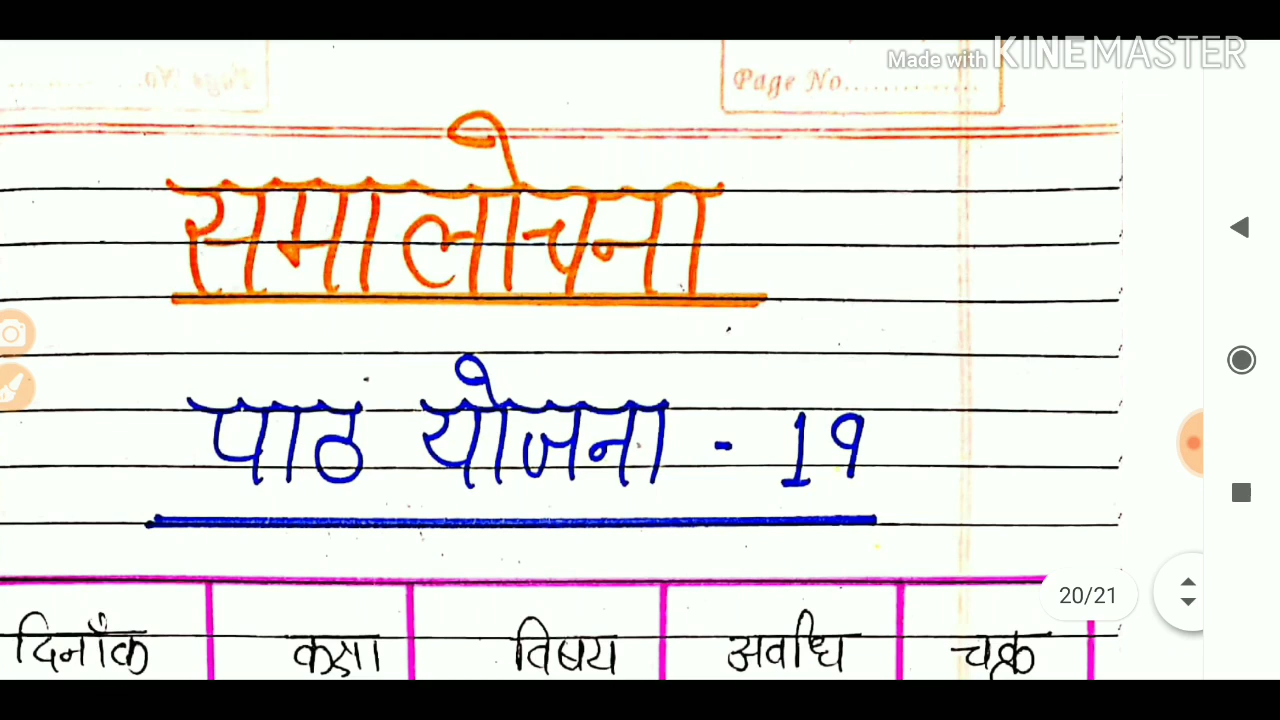 Made with KINEMASTER
Page No..............
समालोचना
पाठ योजना - 19
20/21
दिनाँक कक्षा विषय अवधि चक्र